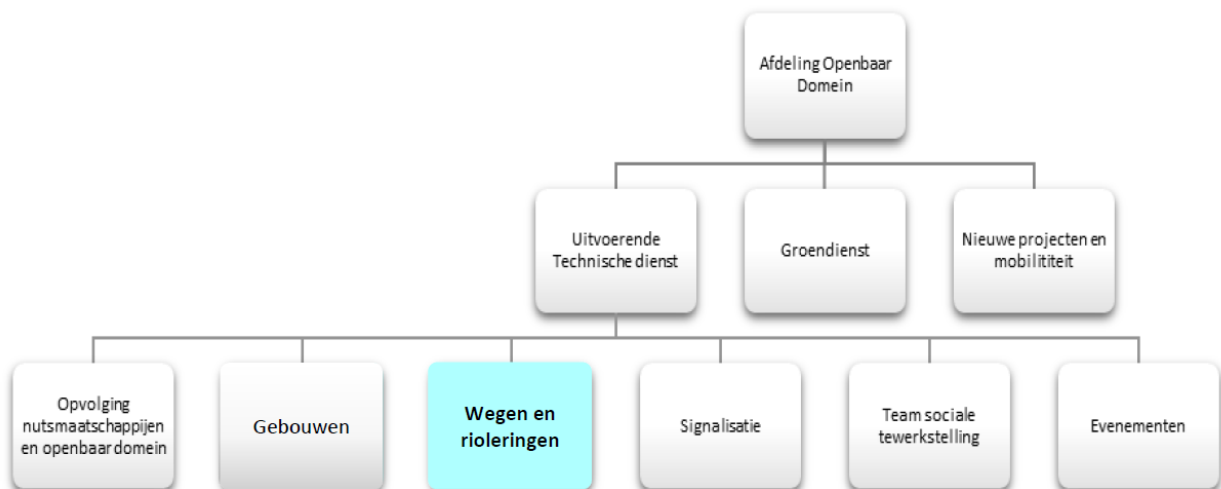 Afdeling Openbaar
Domein
Uitvoerende
Technische dienst
Groendienst
Nieuwe projecten en
mobilititeit
Opvolging
nutsmaatschappijen
en openbaar domein
Gebouwen
Wegen en
rioleringen
Signalisatie
Team sociale
tewerkstelling
Evenementen